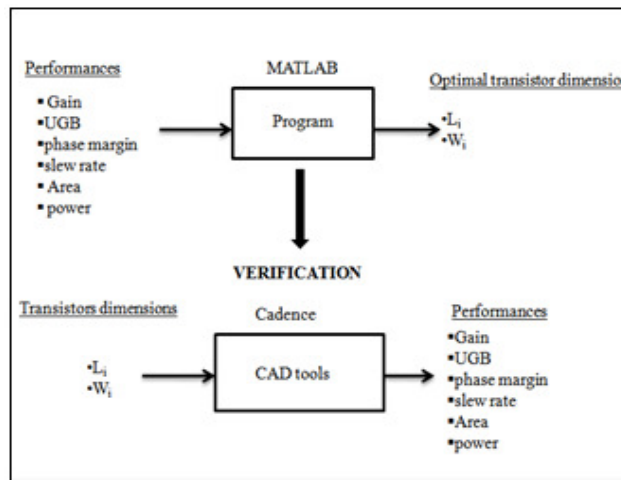 Performances
▪ Gain
▪UGB
▪phase margin
▪slew rate
▪ Area
▪ power
MATLAB
Program
Optimal transistor dimension
•Li
•Wi
VERIFICATION
Transistors dimensions
•Li
•Wi
Cadence
CAD tools
Performances
▪Gain
▪UGB
▪phase margin
▪slew rate
▪Area
▪power